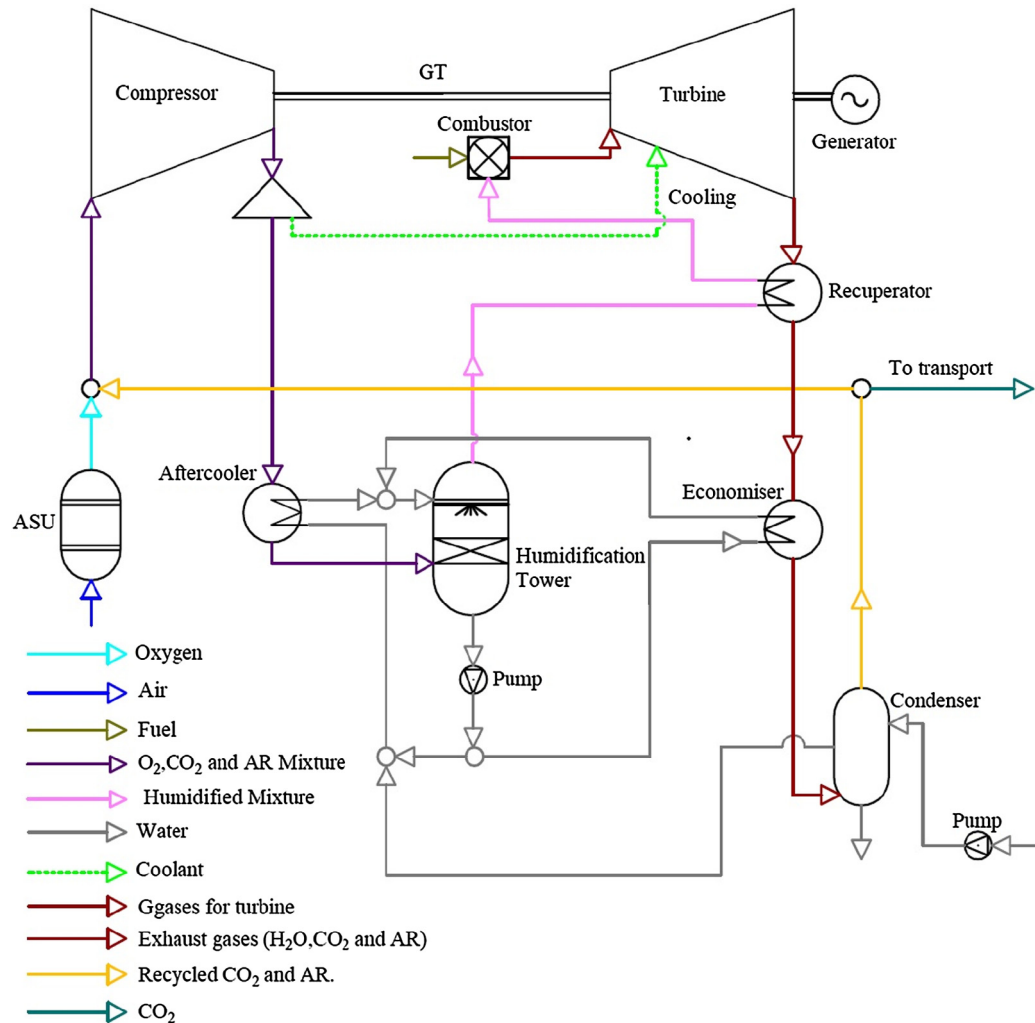 GT
Compressor
Turbine
Combustor
Generator
Cooling
Recuperator
To transport
Aftercooler
Economiser
ASU
Humidification
Tower
Pump
Condenser
Pump
Oxygen
Air
Fuel
O₂,CO₂ and AR Mixture
Humidified Mixture
Water
Coolant
Ggases for turbine
Exhaust gases (H₂O,CO₂ and AR)
Recycled CO₂ and AR.
CO₂